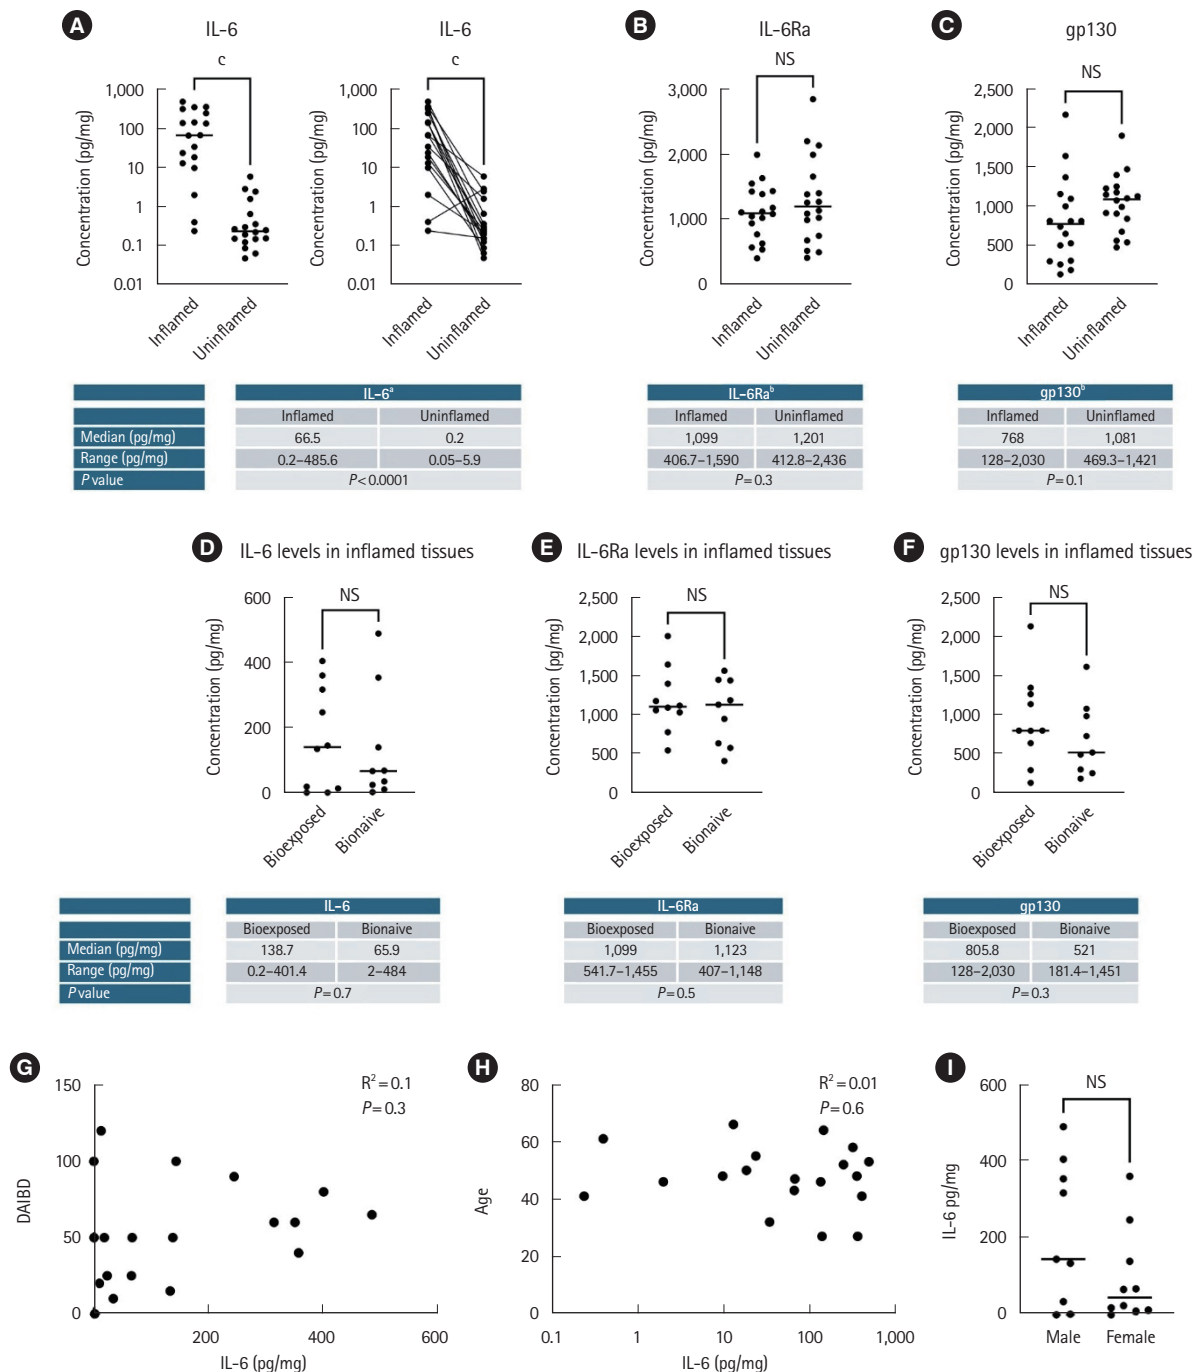 A IL-6 IL-6
c c
Concentration (pg/mg)
1,000
100
10
1
0.1
0.01
Inflamed Uninflamed
Concentration (pg/mg)
1,000
100
10
1
0.1
0.01
Inflamed Uninflamed
B IL-6Ra
NS
Concentration (pg/mg)
3,000
2,000
1,000
0
Inflamed Uninflamed
C gp130
NS
Concentration (pg/mg)
2,500
2,000
1,500
1,000
500
0
Inflamed Uninflamed
IL-6a
Inflamed Uninflamed
Median (pg/mg) 66.5 0.2
Range (pg/mg) 0.2–485.6 0.05–5.9
P value P<0.0001
IL-6Rab
Inflamed Uninflamed
1,099 1,201
406.7–1,590 412.8–2,436
P=0.3
gp130b
Inflamed Uninflamed
768 1,081
128–2,030 469.3–1,421
P=0.1
D IL-6 levels in inflamed tissues
NS
Concentration (pg/mg)
600
400
200
0
Bioexposed Bionaive
E IL-6Ra levels in inflamed tissues
NS
Concentration (pg/mg)
2,500
2,000
1,500
1,000
500
0
Bioexposed Bionaive
F gp130 levels in inflamed tissues
NS
Concentration (pg/mg)
2,500
2,000
1,500
1,000
500
0
Bioexposed Bionaive
IL-6
Bioexposed Bionaive
Median (pg/mg) 138.7 65.9
Range (pg/mg) 0.2–401.4 2–484
P value P=0.7
IL-6Ra
Bioexposed Bionaive
1,099 1,123
541.7–1,455 407–1,148
P=0.5
gp130
Bioexposed Bionaive
805.8 521
128–2,030 181.4–1,451
P=0.3
G
R2=0.1
P=0.3
DAIBD
150
100
50
0
200 400 600
IL-6 (pg/mg)
H
R2=0.01
P=0.6
Age
80
60
40
20
0
0.1 1 10 100 1,000
IL-6 (pg/mg)
I
NS
IL-6 pg/mg
600
400
200
0
Male Female